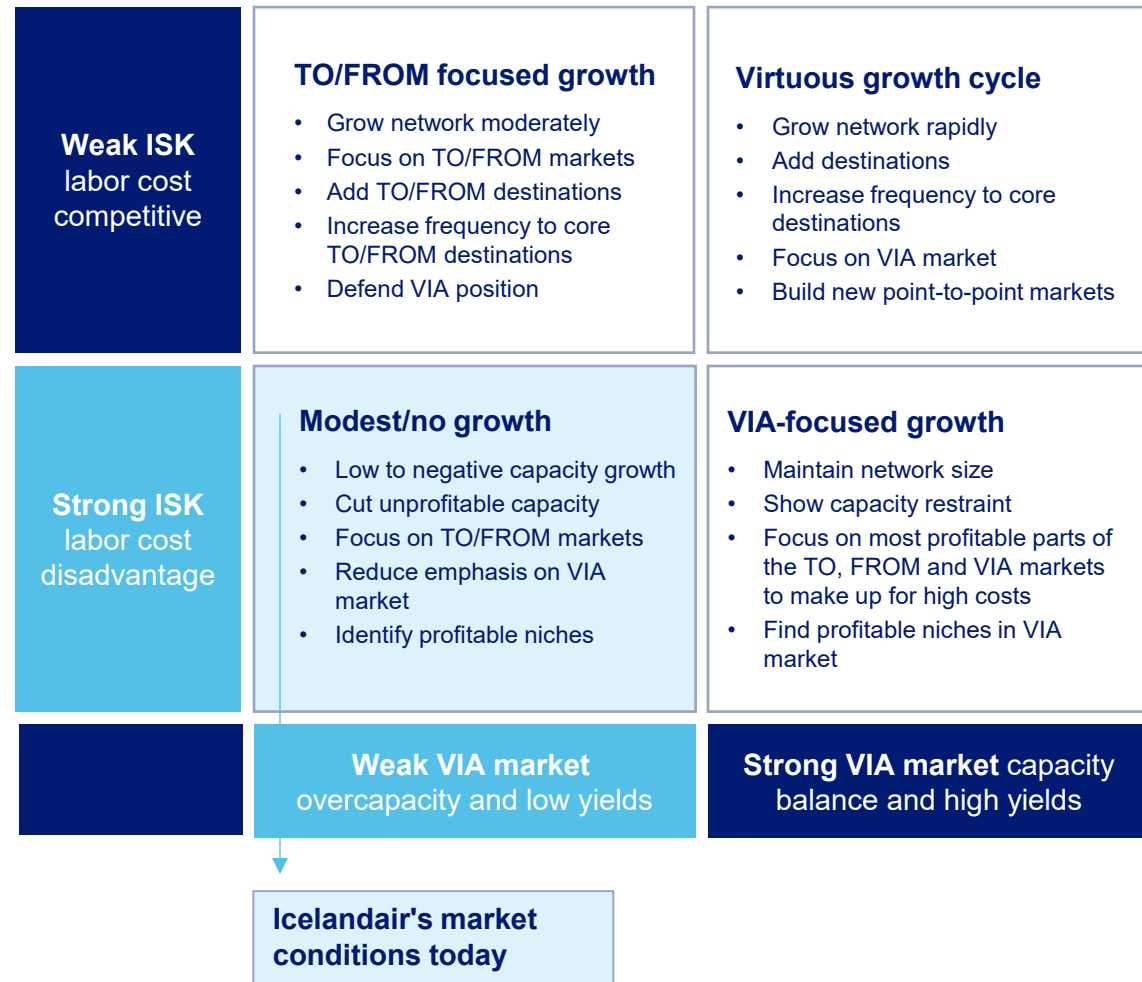 Weak ISK
labor cost
competitive
TO/FROM focused growth
• Grow network moderately
• Focus on TO/FROM markets
• Add TO/FROM destinations
• Increase frequency to core
TO/FROM destinations
• Defend VIA position
Virtuous growth cycle
• Grow network rapidly
• Add destinations
• Increase frequency to core
destinations
• Focus on VIA market
• Build new point-to-point markets
Strong ISK
labor cost
disadvantage
Modest/no growth
• Low to negative capacity growth
• Cut unprofitable capacity
• Focus on TO/FROM markets
• Reduce emphasis on VIA
market
• Identify profitable niches
VIA-focused growth
• Maintain network size
• Show capacity restraint
• Focus on most profitable parts of
the TO, FROM and VIA markets
to make up for high costs
• Find profitable niches in VIA
market
Weak VIA market
overcapacity and low yields
Strong VIA market capacity
balance and high yields
Icelandair's market
conditions today